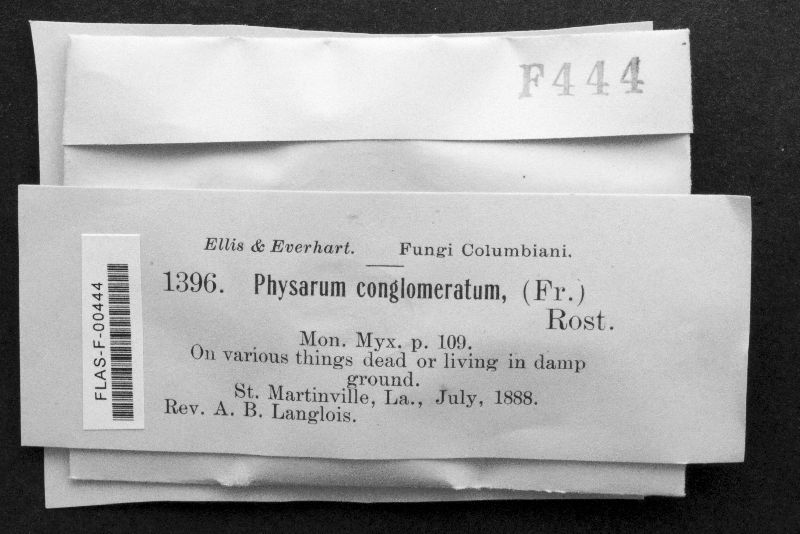 F444
Ellis & Everhart. Fungi Columbiani.
1396. Physarum conglomeratum, (Fr.)
Rost.
Mon. Myx. p. 109.
On various things dead or living in damp
ground.
St. Martinville, La., July, 1888.
Rev. A. B. Langlois.
FLAS-F-00444